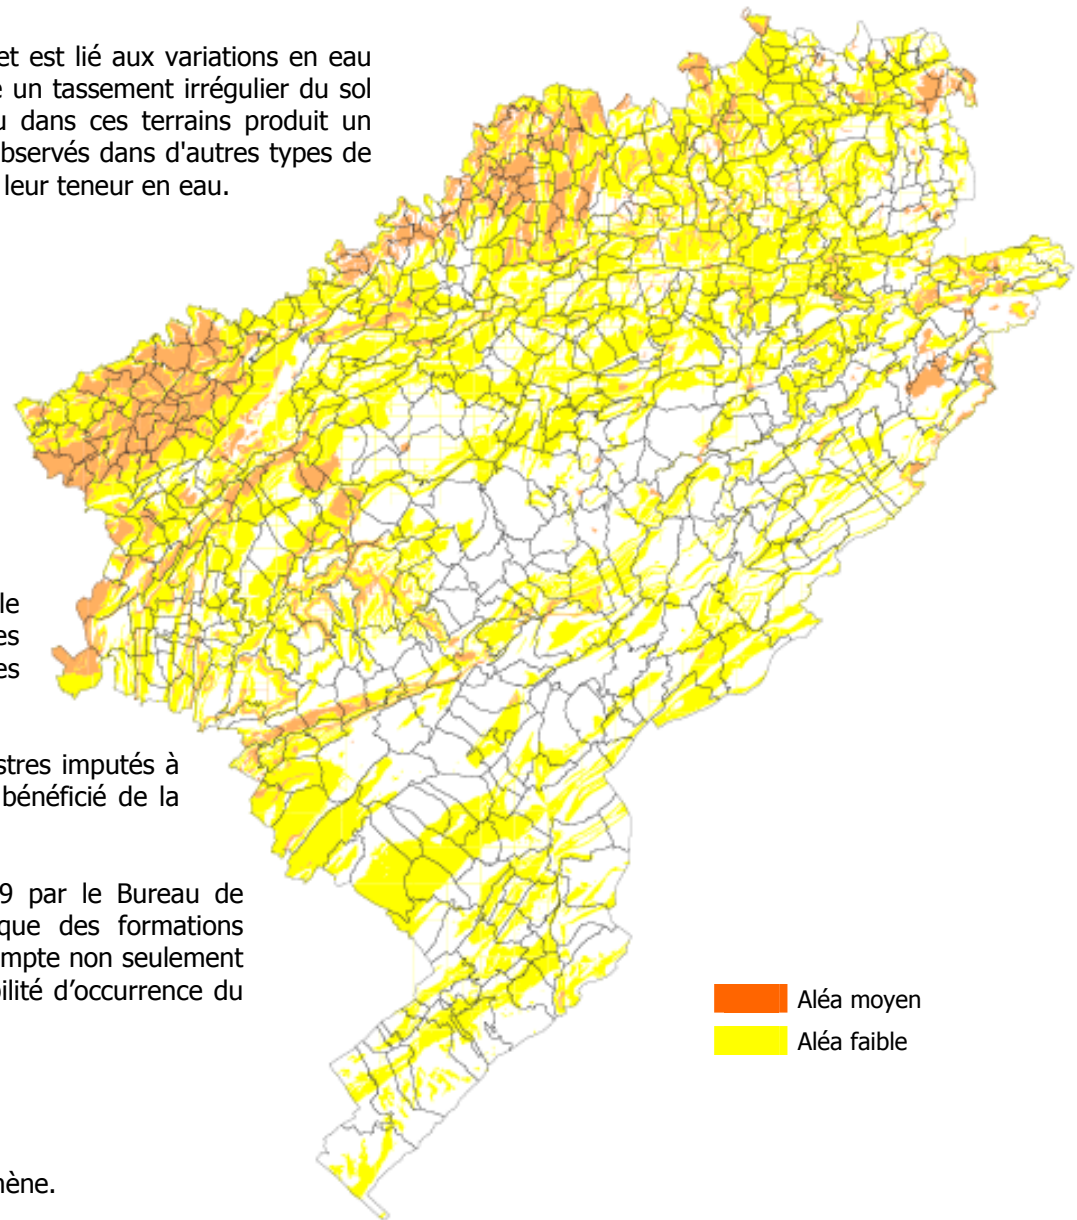 et est lié aux variations en eau
un tassement irrégulier du sol
dans ces terrains produit un
observés dans d'autres types de
leur teneur en eau.
le
es
es
stres imputés à
bénéficié de la
9 par le Bureau de
que des formations
mpte non seulement
bilité d’occurrence du
Aléa moyen
Aléa faible
nène.